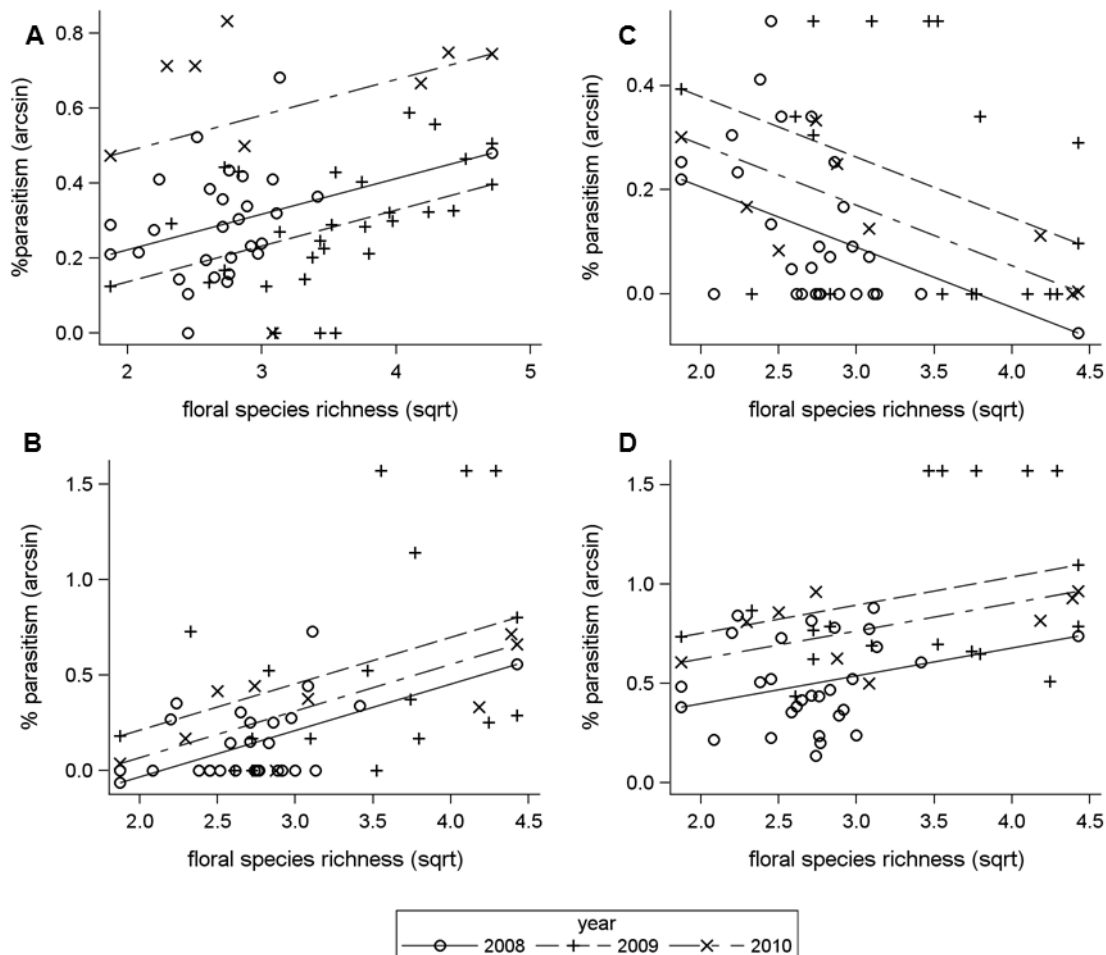 A
%parasitism (arcsin)
0.8
0.6
0.4
0.2
0.0
2 3 4 5
floral species richness (sqrt)
C
% parasitism (arcsin)
0.4
0.2
0.0
2.0 2.5 3.0 3.5 4.0 4.5
floral species richness (sqrt)
B
% parasitism (arcsin)
1.5
1.0
0.5
0.0
2.0 2.5 3.0 3.5 4.0 4.5
floral species richness (sqrt)
D
% parasitism (arcsin)
1.5
1.0
0.5
0.0
2.0 2.5 3.0 3.5 4.0 4.5
floral species richness (sqrt)
year
2008 2009 2010